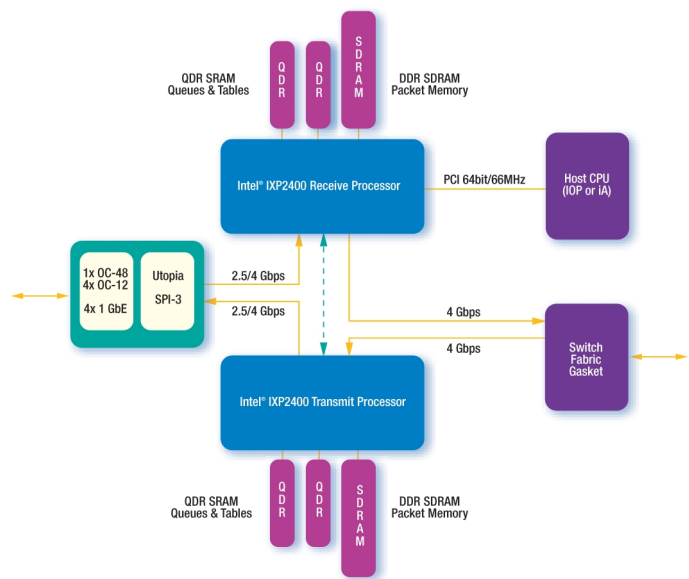 QDR SRAM
Queues & Tables
QDR
QDR
SDRAM
DDR SDRAM
Packet Memory
Intel® IXP2400 Receive Processor
PCI 64bit/66MHz
Host CPU
(IOP or iA)
1x OC-48
4x OC-12
4x 1 GbE
Utopia
SPI-3
2.5/4 Gbps
2.5/4 Gbps
4 Gbps
4 Gbps
Switch
Fabric
Gasket
Intel® IXP2400 Transmit Processor
QDR SRAM
Queues & Tables
QDR
QDR
SDRAM
DDR SDRAM
Packet Memory